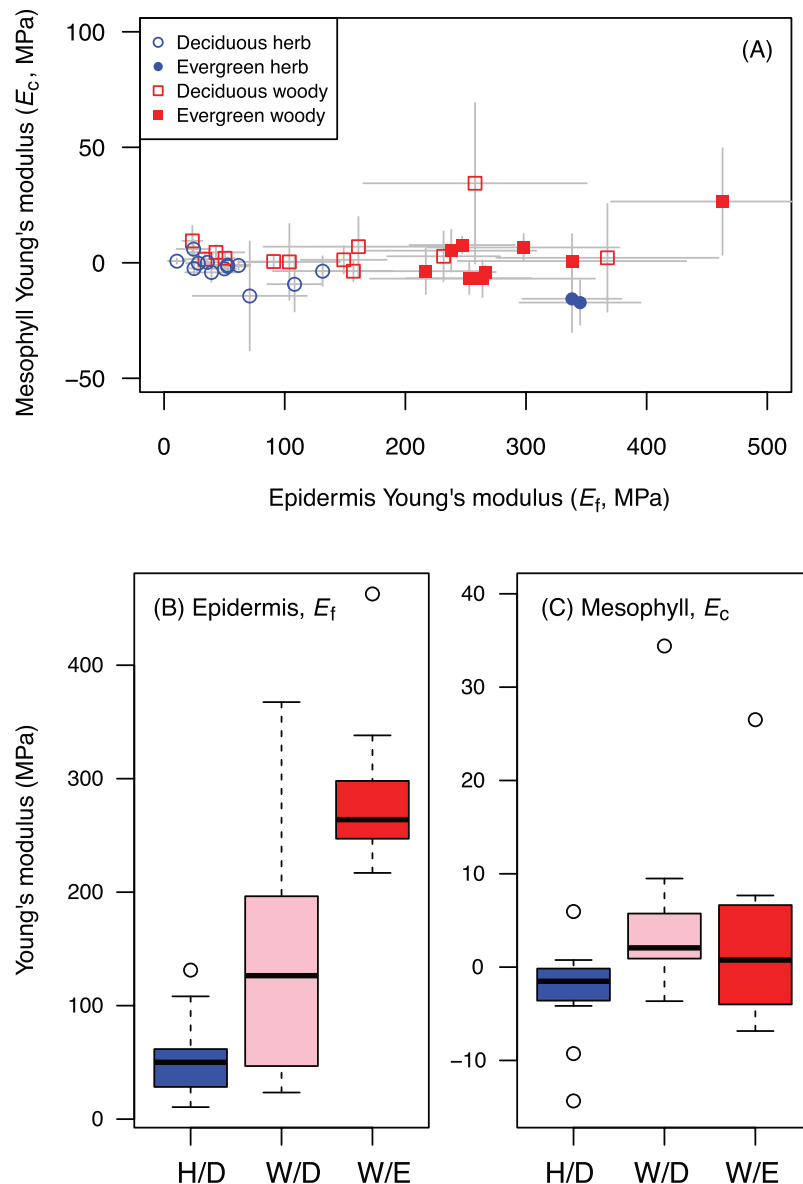 Mesophyll Young's modulus (Ec, MPa)
100
50
0
−50
Deciduous herb
Evergreen herb
Deciduous woody
Evergreen woody
(A)
0 100 200 300 400 500
Epidermis Young's modulus (Ef, MPa)
Young's modulus (MPa)
(B) Epidermis, Ef
400
300
200
100
0
H/D W/D W/E
(C) Mesophyll, Ec
40
30
20
10
0
−10
H/D W/D W/E